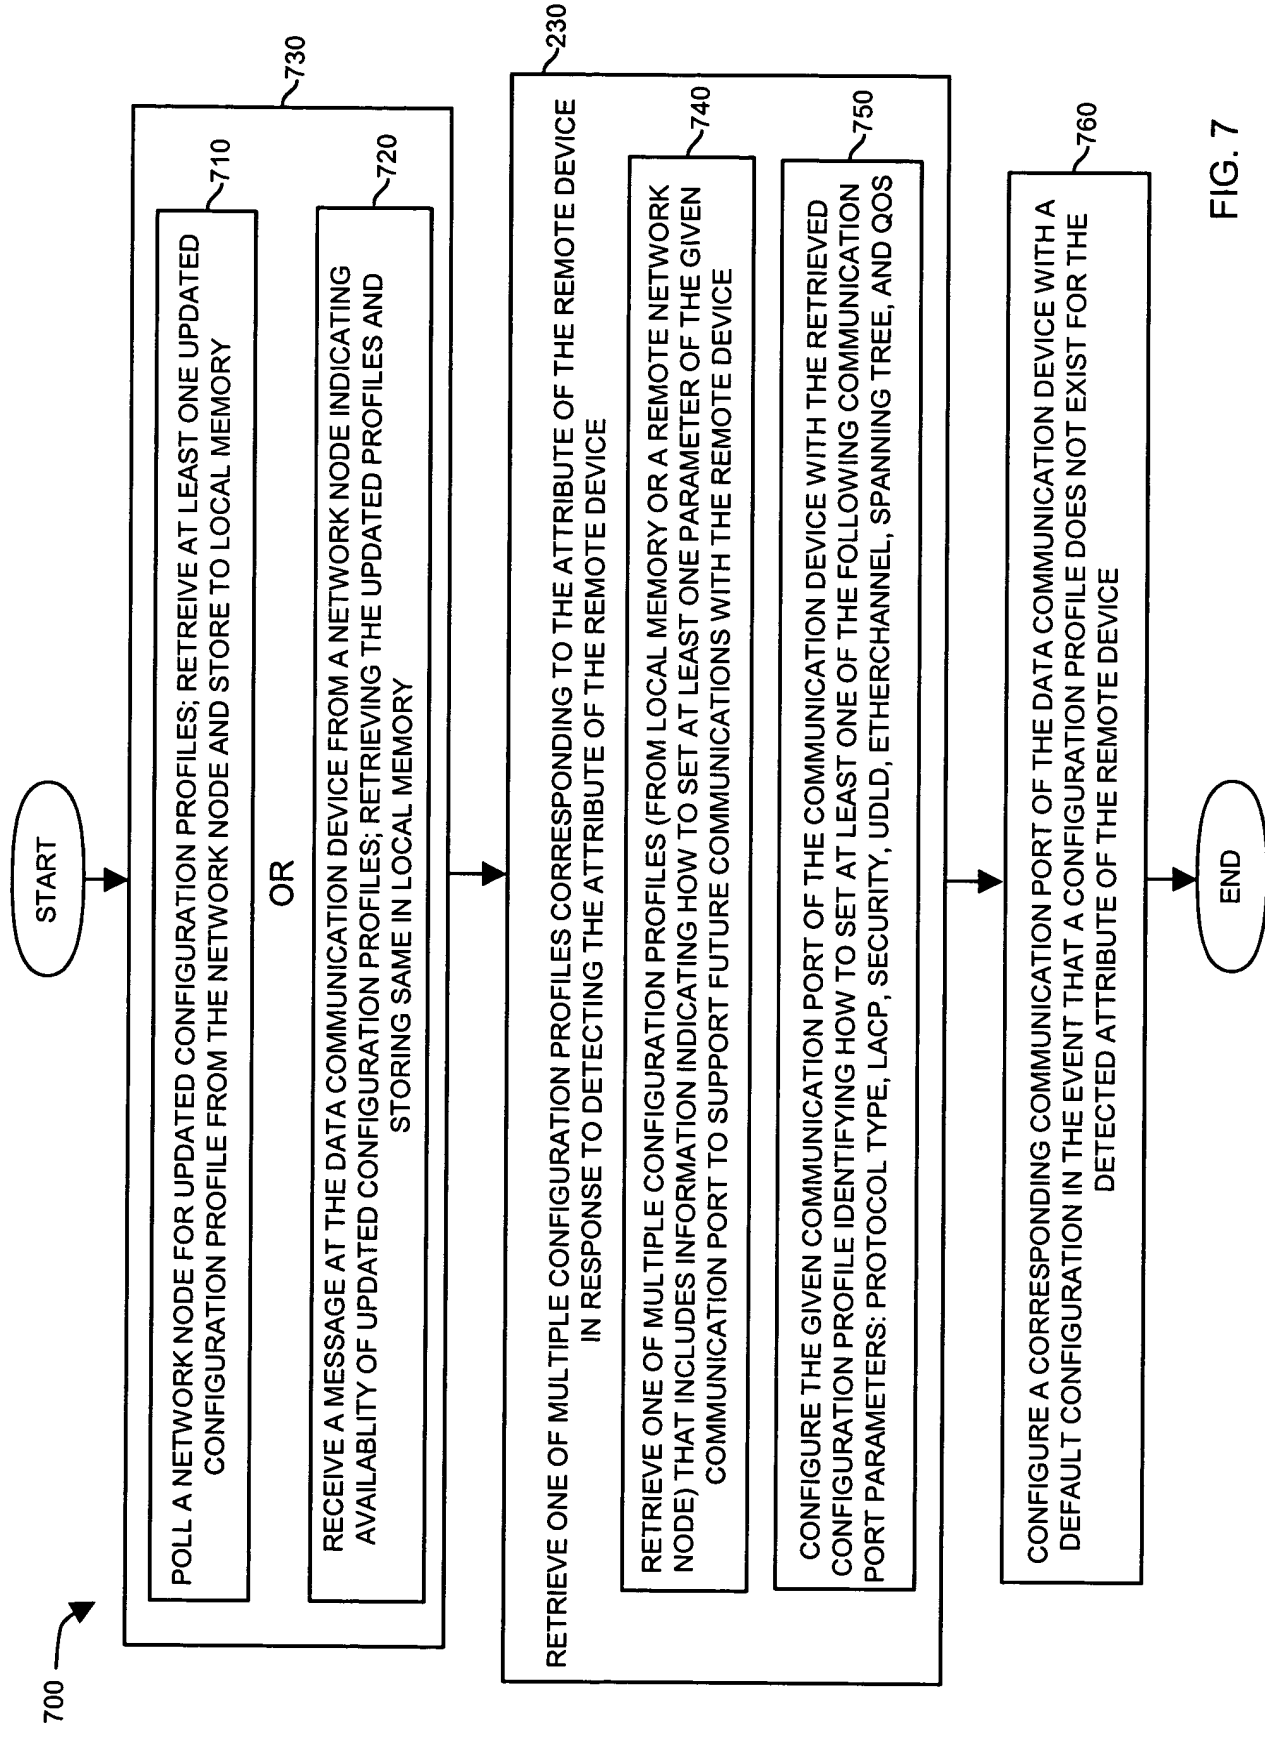 700
START
730
710
POLL A NETWORK NODE FOR UPDATED CONFIGURATION PROFILES; RETREIVE AT LEAST ONE UPDATED
CONFIGURATION PROFILE FROM THE NETWORK NODE AND STORE TO LOCAL MEMORY
OR
720
RECEIVE A MESSAGE AT THE DATA COMMUNICATION DEVICE FROM A NETWORK NODE INDICATING
AVAILABLITY OF UPDATED CONFIGURATION PROFILES; RETRIEVING THE UPDATED PROFILES AND
STORING SAME IN LOCAL MEMORY
230
RETRIEVE ONE OF MULTIPLE CONFIGURATION PROFILES CORRESPONDING TO THE ATTRIBUTE OF THE REMOTE DEVICE
IN RESPONSE TO DETECTING THE ATTRIBUTE OF THE REMOTE DEVICE
740
RETRIEVE ONE OF MULTIPLE CONFIGURATION PROFILES (FROM LOCAL MEMORY OR A REMOTE NETWORK
NODE) THAT INCLUDES INFORMATION INDICATING HOW TO SET AT LEAST ONE PARAMETER OF THE GIVEN
COMMUNICATION PORT TO SUPPORT FUTURE COMMUNICATIONS WITH THE REMOTE DEVICE
750
CONFIGURE THE GIVEN COMMUNICATION PORT OF THE COMMUNICATION DEVICE WITH THE RETRIEVED
CONFIGURATION PROFILE IDENTIFYING HOW TO SET AT LEAST ONE OF THE FOLLOWING COMMUNICATION
PORT PARAMETERS: PROTOCOL TYPE, LACP, SECURITY, UDLD, ETHERCHANNEL, SPANNING TREE, AND QOS
760
CONFIGURE A CORRESPONDING COMMUNICATION PORT OF THE DATA COMMUNICATION DEVICE WITH A
DEFAULT CONFIGURATION IN THE EVENT THAT A CONFIGURATION PROFILE DOES NOT EXIST FOR THE
DETECTED ATTRIBUTE OF THE REMOTE DEVICE
END
FIG. 7